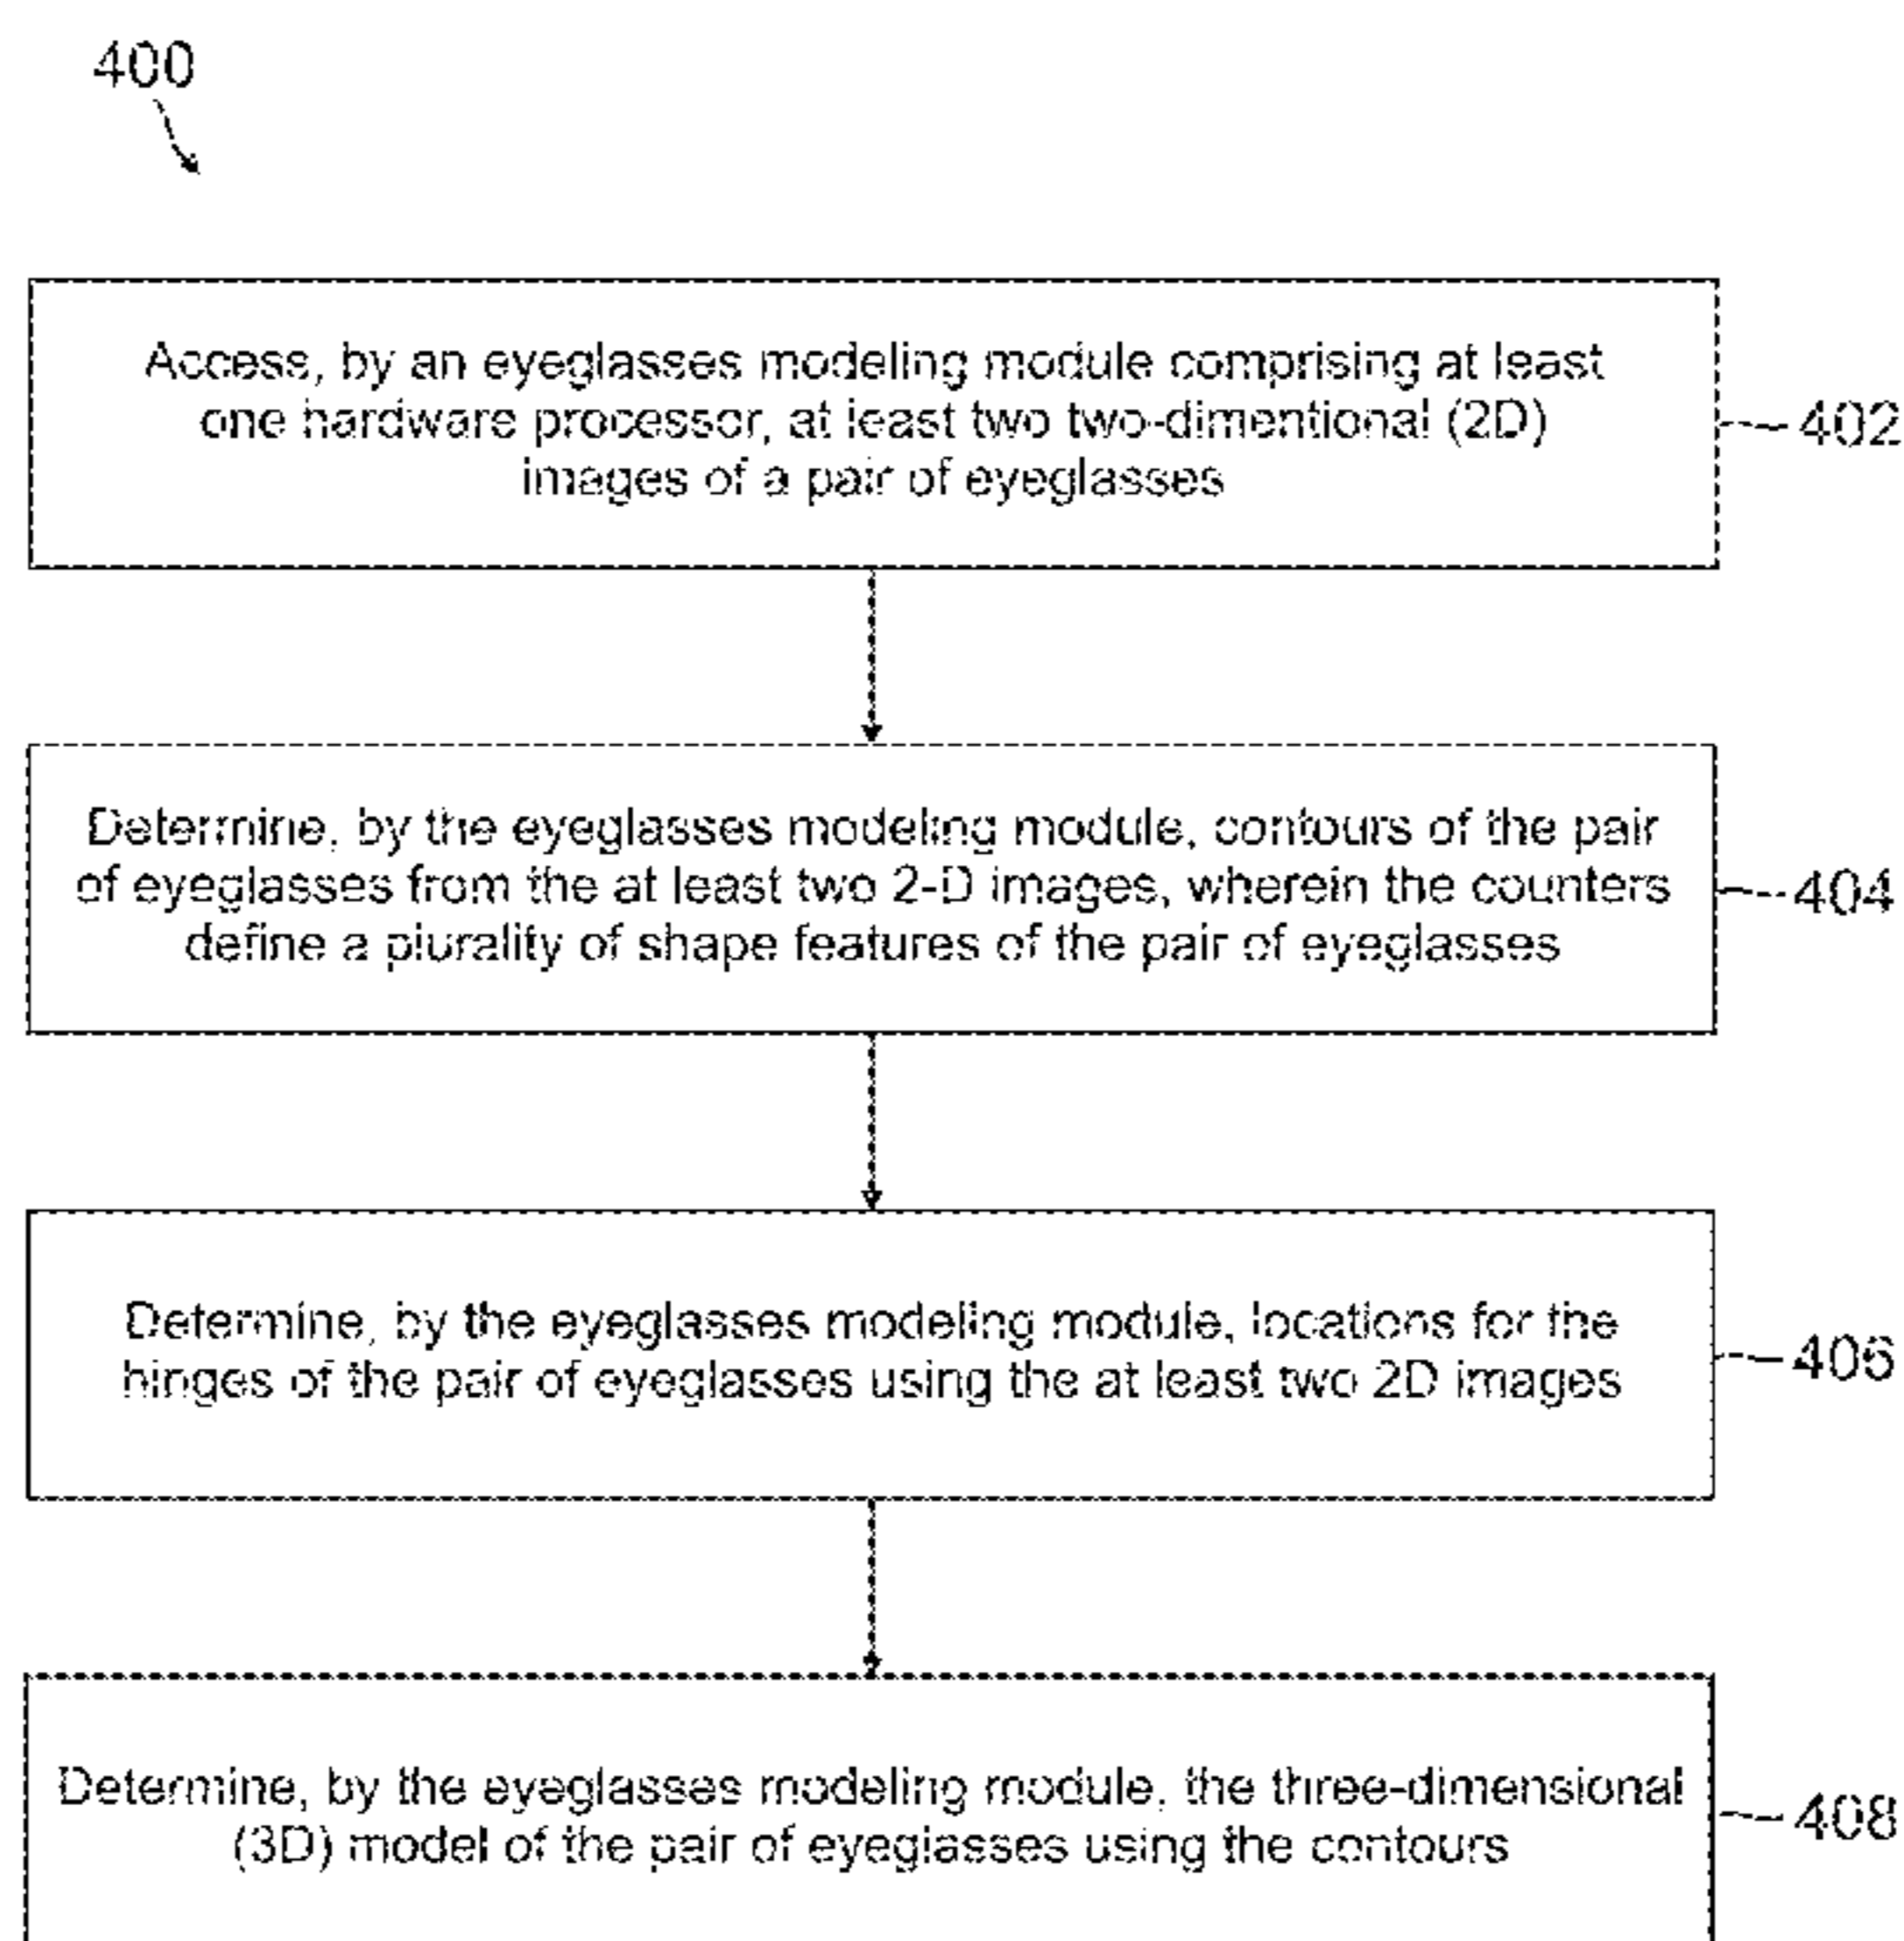 400
Access, by an eyeglasses modeling module comprising at least
one hardware processor, at least two two-dimentional (2D)
images of a pair of eyeglasses
402
Determine, by the eyeglasses modeling module, contours of the pair
of eyeglasses from the at least two 2-D images, wherein the counters
define a plurality of shape features of the pair of eyeglasses
404
Determine, by the eyeglasses modeling module, locations for the
hinges of the pair of eyeglasses using the at least two 2D images
406
Determine, by the eyeglasses modeling module, the three-dimensional
(3D) model of the pair of eyeglasses using the contours
408